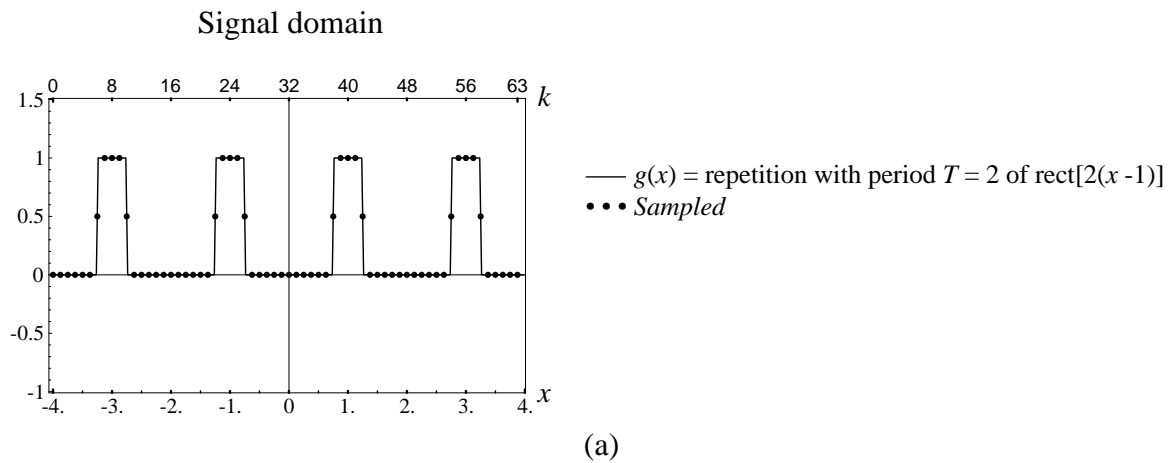 Signal domain
0 8 16 24 32 40 48 56 63 k
1.5
1
0.5
0
-0.5
-1
-4. -3. -2. -1. 0 1. 2. 3. 4. x
g(x) = repetition with period T = 2 of rect[2(x -1)]
Sampled
(a)